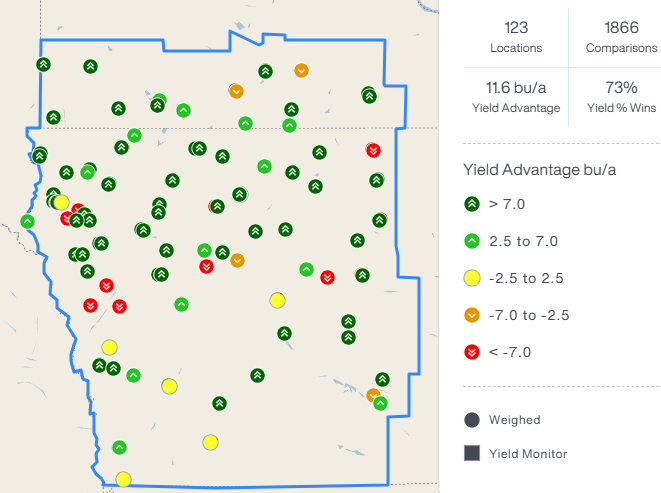 123
Locations
1866
Comparisons
11.6 bu/a
Yield Advantage
73%
Yield % Wins
Yield Advantage bu/a
> 7.0
2.5 to 7.0
-2.5 to 2.5
-7.0 to -2.5
< -7.0
Weighed
Yield Monitor